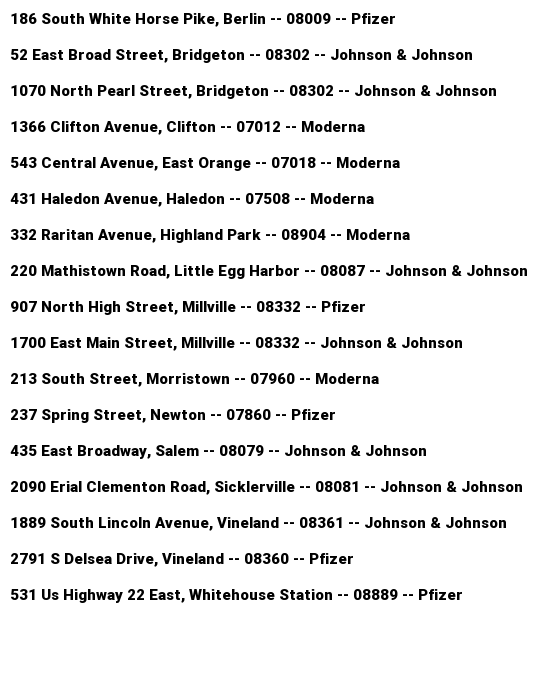 186 South White Horse Pike, Berlin -- 08009 -- Pfizer
52 East Broad Street, Bridgeton -- 08302 -- Johnson & Johnson
1070 North Pearl Street, Bridgeton -- 08302 -- Johnson & Johnson
1366 Clifton Avenue, Clifton -- 07012 -- Moderna
543 Central Avenue, East Orange -- 07018 -- Moderna
431 Haledon Avenue, Haledon -- 07508 -- Moderna
332 Raritan Avenue, Highland Park -- 08904 -- Moderna
220 Mathistown Road, Little Egg Harbor -- 08087 -- Johnson & Johnson
907 North High Street, Millville -- 08332 -- Pfizer
1700 East Main Street, Millville -- 08332 -- Johnson & Johnson
213 South Street, Morristown -- 07960 -- Moderna
237 Spring Street, Newton -- 07860 -- Pfizer
435 East Broadway, Salem -- 08079 -- Johnson & Johnson
2090 Erial Clementon Road, Sicklerville -- 08081 -- Johnson & Johnson
1889 South Lincoln Avenue, Vineland -- 08361 -- Johnson & Johnson
2791 S Delsea Drive, Vineland -- 08360 -- Pfizer
531 Us Highway 22 East, Whitehouse Station -- 08889 -- Pfizer